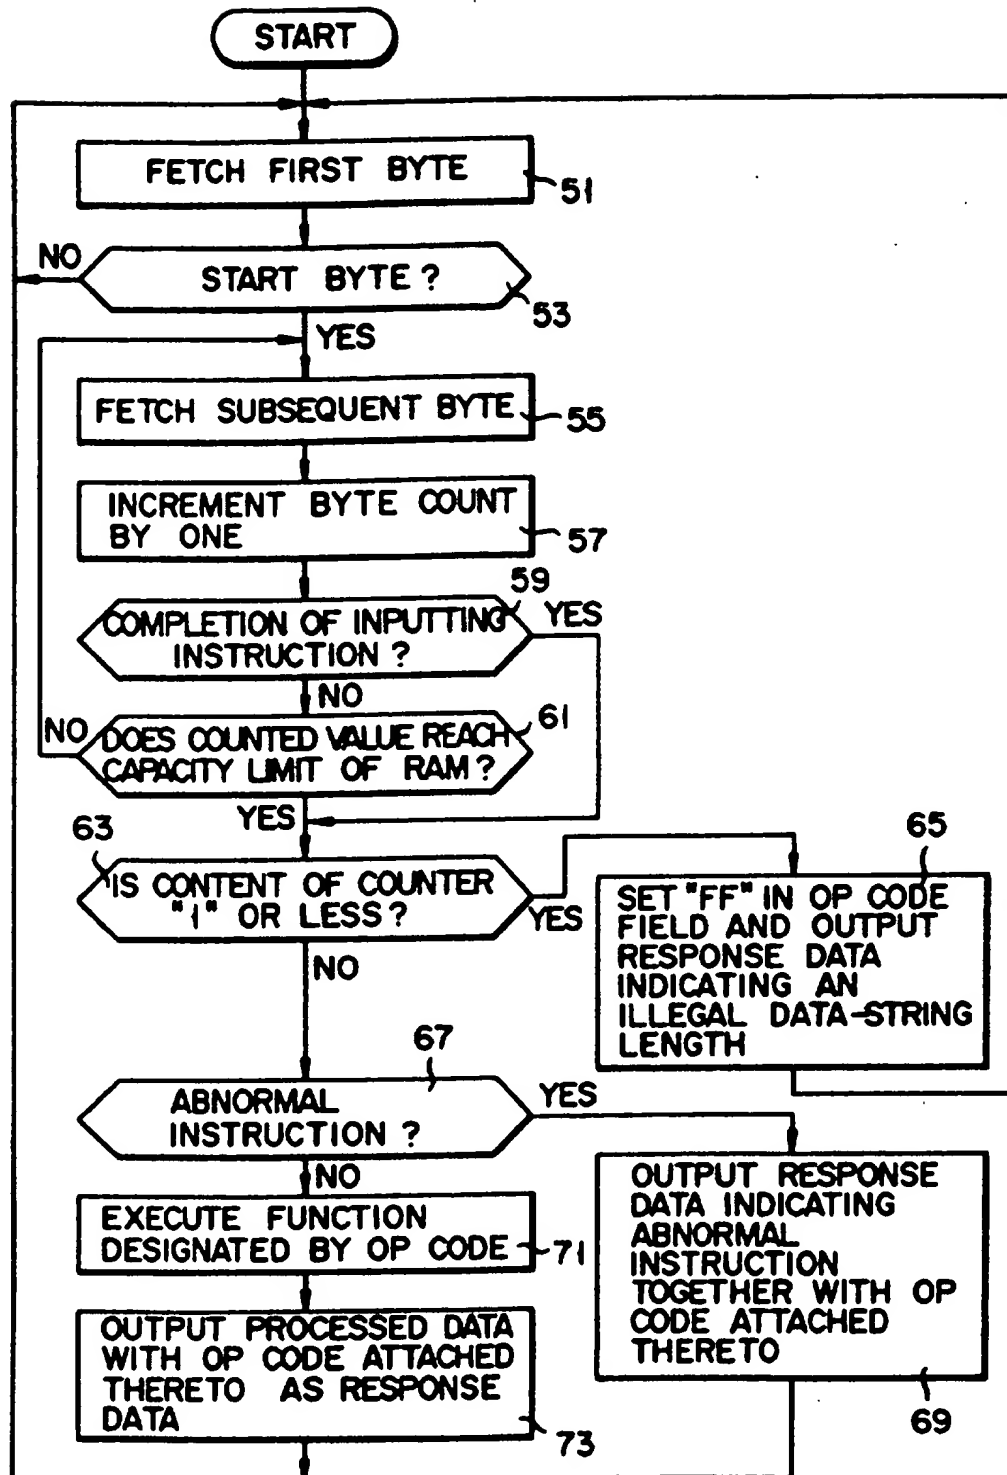 START
FETCH FIRST BYTE
51
NO
START BYTE?
53
YES
FETCH SUBSEQUENT BYTE
55
INCREMENT BYTE COUNT
BY ONE
57
59
COMPLETION OF INPUTTING
INSTRUCTION?
YES
NO
61
NO
DOES COUNTED VALUE REACH
CAPACITY LIMIT OF RAM?
YES
63
IS CONTENT OF COUNTER
"1" OR LESS?
YES
NO
65
SET "FF" IN OP CODE
FIELD AND OUTPUT
RESPONSE DATA
INDICATING AN
ILLEGAL DATA-STRING
LENGTH
67
ABNORMAL
INSTRUCTION?
YES
NO
EXECUTE FUNCTION
DESIGNATED BY OP CODE
71
OUTPUT RESPONSE
DATA INDICATING
ABNORMAL
INSTRUCTION
TOGETHER WITH OP
CODE ATTACHED
THERETO
69
OUTPUT PROCESSED DATA
WITH OP CODE ATTACHED
THERETO AS RESPONSE
DATA
73